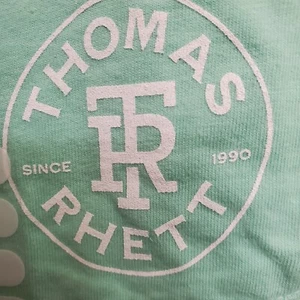 THOMAS
TR
SINCE 1990
RHETT